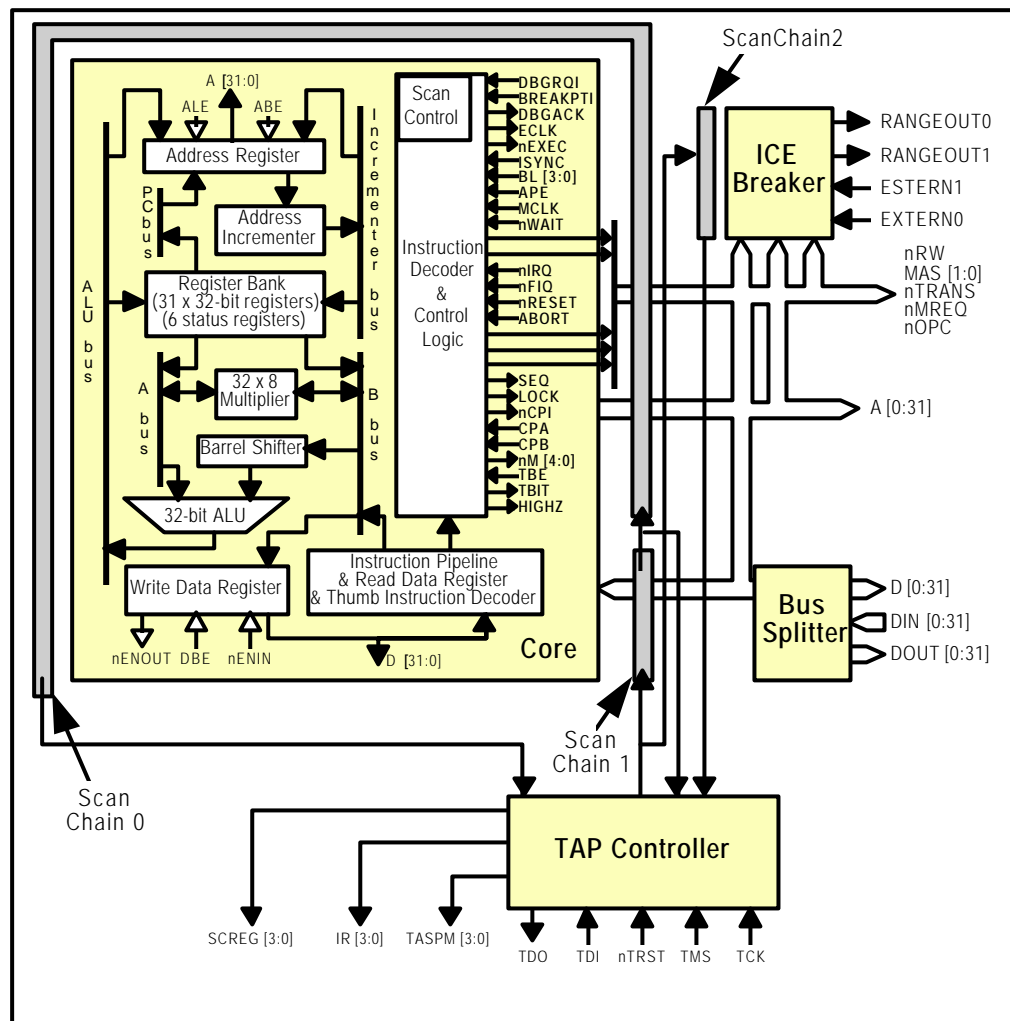 ScanChain2
A [31:0]
ALE
ABE
Address Register
PC bus
Address
Incrementer
Incrementer bus
Register Bank
(31 x 32-bit registers)
(6 status registers)
ALU bus
A bus
32 x 8
Multiplier
B bus
Barrel Shifter
32-bit ALU
Write Data Register
nENOUT
DBE
nENIN
D [31:0]
Instruction Pipeline
& Read Data Register
& Thumb Instruction Decoder
Core
Scan
Control
Instruction
Decoder
&
Control
Logic
DBGRQI
BREAKPTI
DBGACK
ECLK
nEXEC
ISYNC
BL [3:0]
APE
MCLK
nWAIT
nIRQ
nFIQ
nRESET
ABORT
SEQ
LOCK
nCPI
CPA
CPB
nM [4:0]
TBE
TBIT
HIGHZ
ICE
Breaker
RANGEOUT0
RANGEOUT1
ESTERN1
EXTERN0
nRW
MAS [1:0]
nTRANS
nMREQ
nOPC
A [0:31]
Bus
Splitter
D [0:31]
DIN [0:31]
DOUT [0:31]
Scan
Chain 1
Scan
Chain 0
TAP Controller
SCREG [3:0]
IR [3:0]
TASPM [3:0]
TDO
TDI
nTRST
TMS
TCK